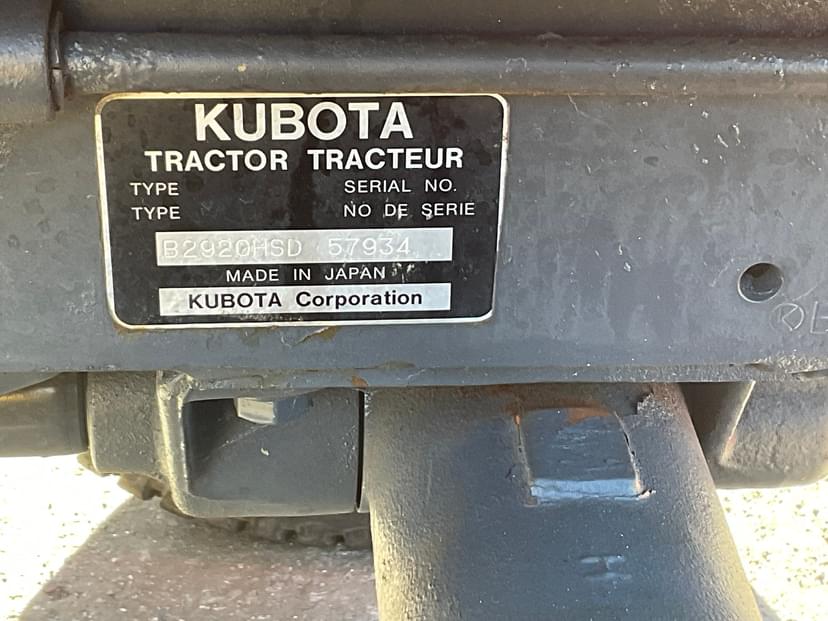 KUBOTA
TRACTOR TRACTEUR
TYPE SERIAL NO.
TYPE NO DE SERIE
B2920HSD 57934
MADE IN JAPAN
KUBOTA Corporation